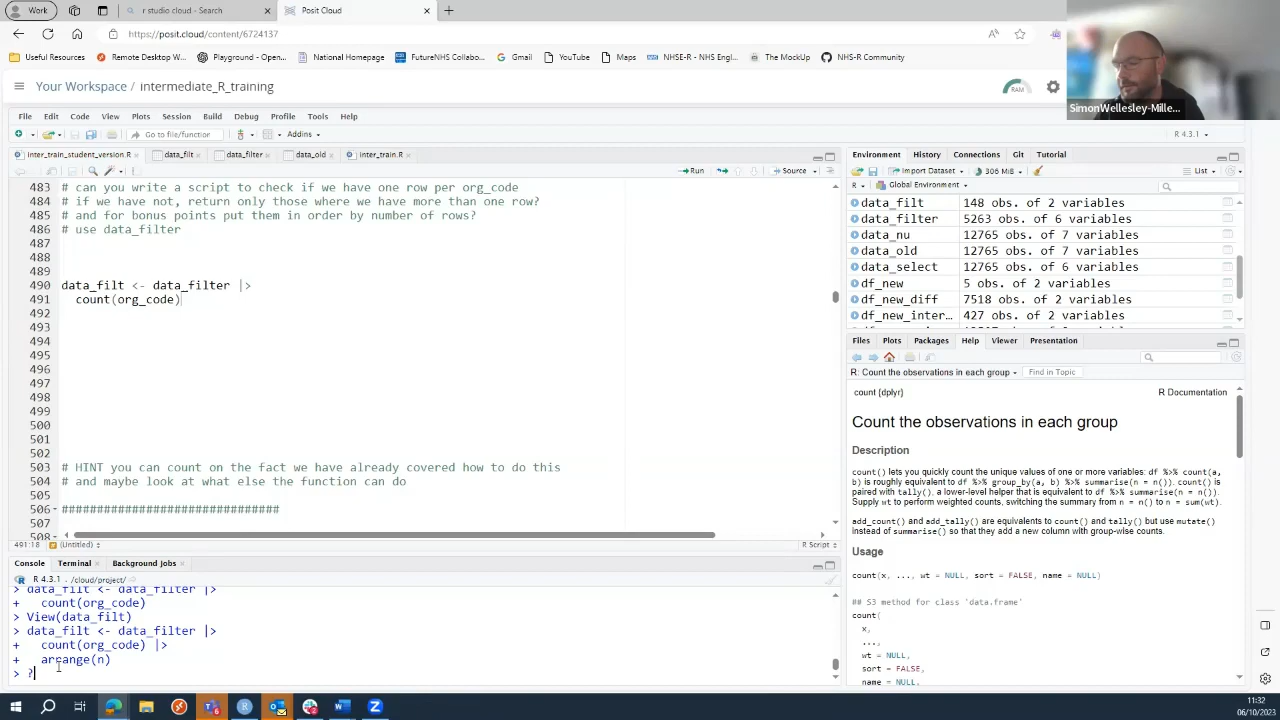 Work
r studio cloud - Search
Posit Cloud
https://posit.cloud/content/6724137
Useful Resources
Remote Desktop W...
Playground - Open...
National Homepage
FutureNHS Collabo...
Gmail
YouTube
Maps
NHSE-R - NHS Engl...
The MockUp
NHS-R Community
SimonWellesley-Mille...
Your Workspace / intermediate_R_training
RAM
File Edit Code View Plots Session Build Debug Profile Tools Help
Go to file/function
Addins
R 4.3.1
inter_train_student_version.R
data_filt
data_filter
data_old
inter_train.R
Run
Source
483 # can you write a script to check if we have one row per org_code
484 # if we have not, return only those where we have more than one row?
485 # and for bonus points put them in order by number of rows?
486 # use data_filter
487
488
489
490 data_filt <- data_filter |>
491 count(org_code)
492
493
494
495
496
497
498
499
500
501
502
503 # HINT you can count on the fact we have already covered how to do this
504 # and maybe look at what else the function can do
505
506 ###############################
507
508
491:18 (Untitled)
R Script
Console Terminal Background Jobs
R 4.3.1 . /cloud/project/
> data_filt <- data_filter |>
+ count(org_code)
> View(data_filt)
> data_filt <- data_filter |>
+ count(org_code) |>
+ arrange(n)
> ?
Environment History Connections Git Tutorial
Import Dataset
306 MiB
List
R
Global Environment
data_filt 148 obs. of 2 variables
data_filter 5263 obs. of 6 variables
data_nu 12765 obs. of 7 variables
data_old 12765 obs. of 7 variables
data_select 12765 obs. of 6 variables
df_new 5 obs. of 2 variables
df_new_diff 7518 obs. of 2 variables
df_new_inter... 427 obs. of 2 variables
Files Plots Packages Help Viewer Presentation
R: Count the observations in each group
Find in Topic
count {dplyr}
R Documentation
Count the observations in each group
Description
count() lets you quickly count the unique values of one or more variables: df %>% count(a,
b) is roughly equivalent to df %>% group_by(a, b) %>% summarise(n = n()). count() is
paired with tally(), a lower-level helper that is equivalent to df %>% summarise(n = n()).
Supply wt to perform weighted counts, switching the summary from n = n() to n = sum(wt).
add_count() and add_tally() are equivalents to count() and tally() but use mutate()
instead of summarise() so that they add a new column with group-wise counts.
Usage
count(x, ..., wt = NULL, sort = FALSE, name = NULL)
## S3 method for class 'data.frame'
count(
x,
...,
wt = NULL,
sort = FALSE,
name = NULL,
11:32
06/10/2023